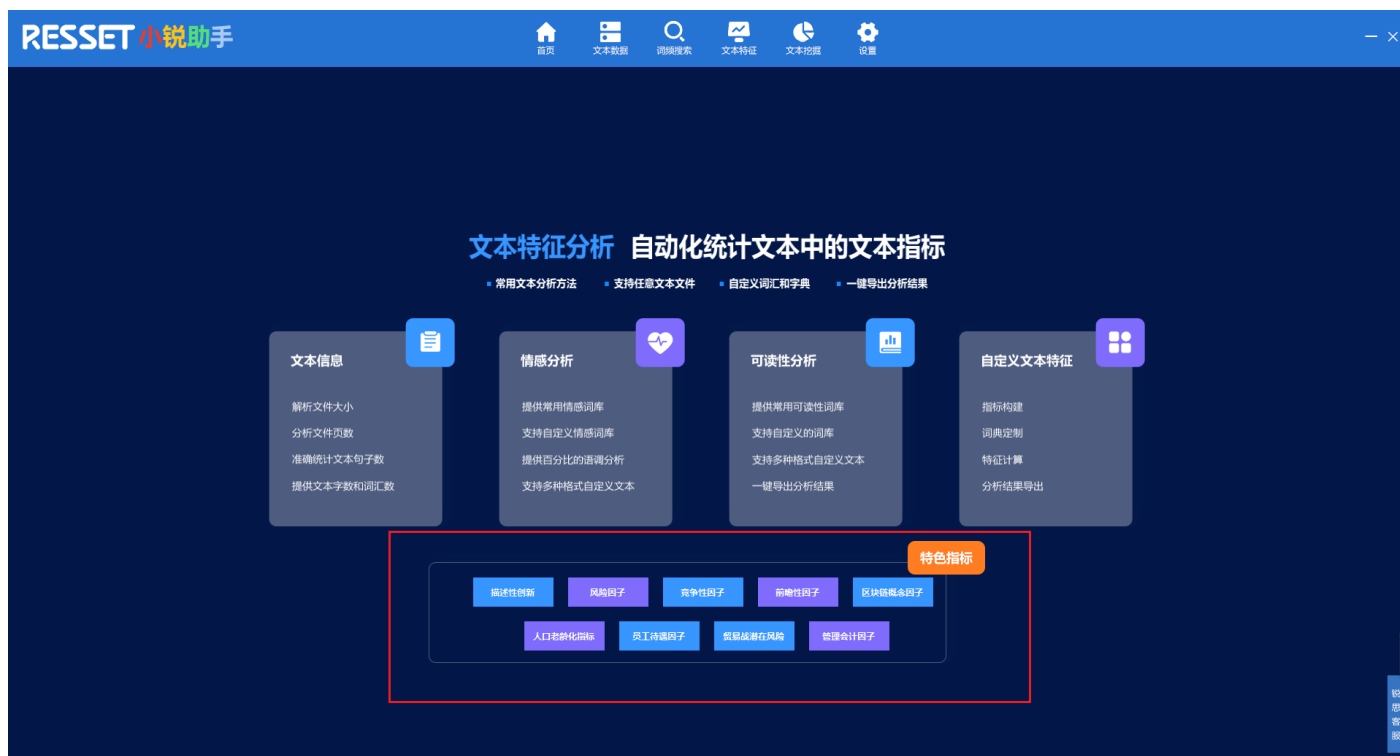 RESSET 小锐助手
首页 文本数据 词频搜索 文本特征 文本挖掘 设置
文本特征分析 自动化统计文本中的文本指标
常用文本分析方法 支持任意文本文件 自定义词汇和字典 一键导出分析结果
文本信息
解析文件大小
分析文件页数
准确统计文本句子数
提供文本字数和词汇数
情感分析
提供常用情感词库
支持自定义情感词库
提供百分比的语调分析
支持多种格式自定义文本
可读性分析
提供常用可读性词库
支持自定义的词库
支持多种格式自定义文本
一键导出分析结果
自定义文本特征
指标构建
词典定制
特征计算
分析结果导出
特色指标
描述性创新 风险因子 竞争性因子 前瞻性因子 区块链概念因子
人口老龄化指标 员工待遇因子 贸易战潜在风险 管理会计因子
锐
思
客
服